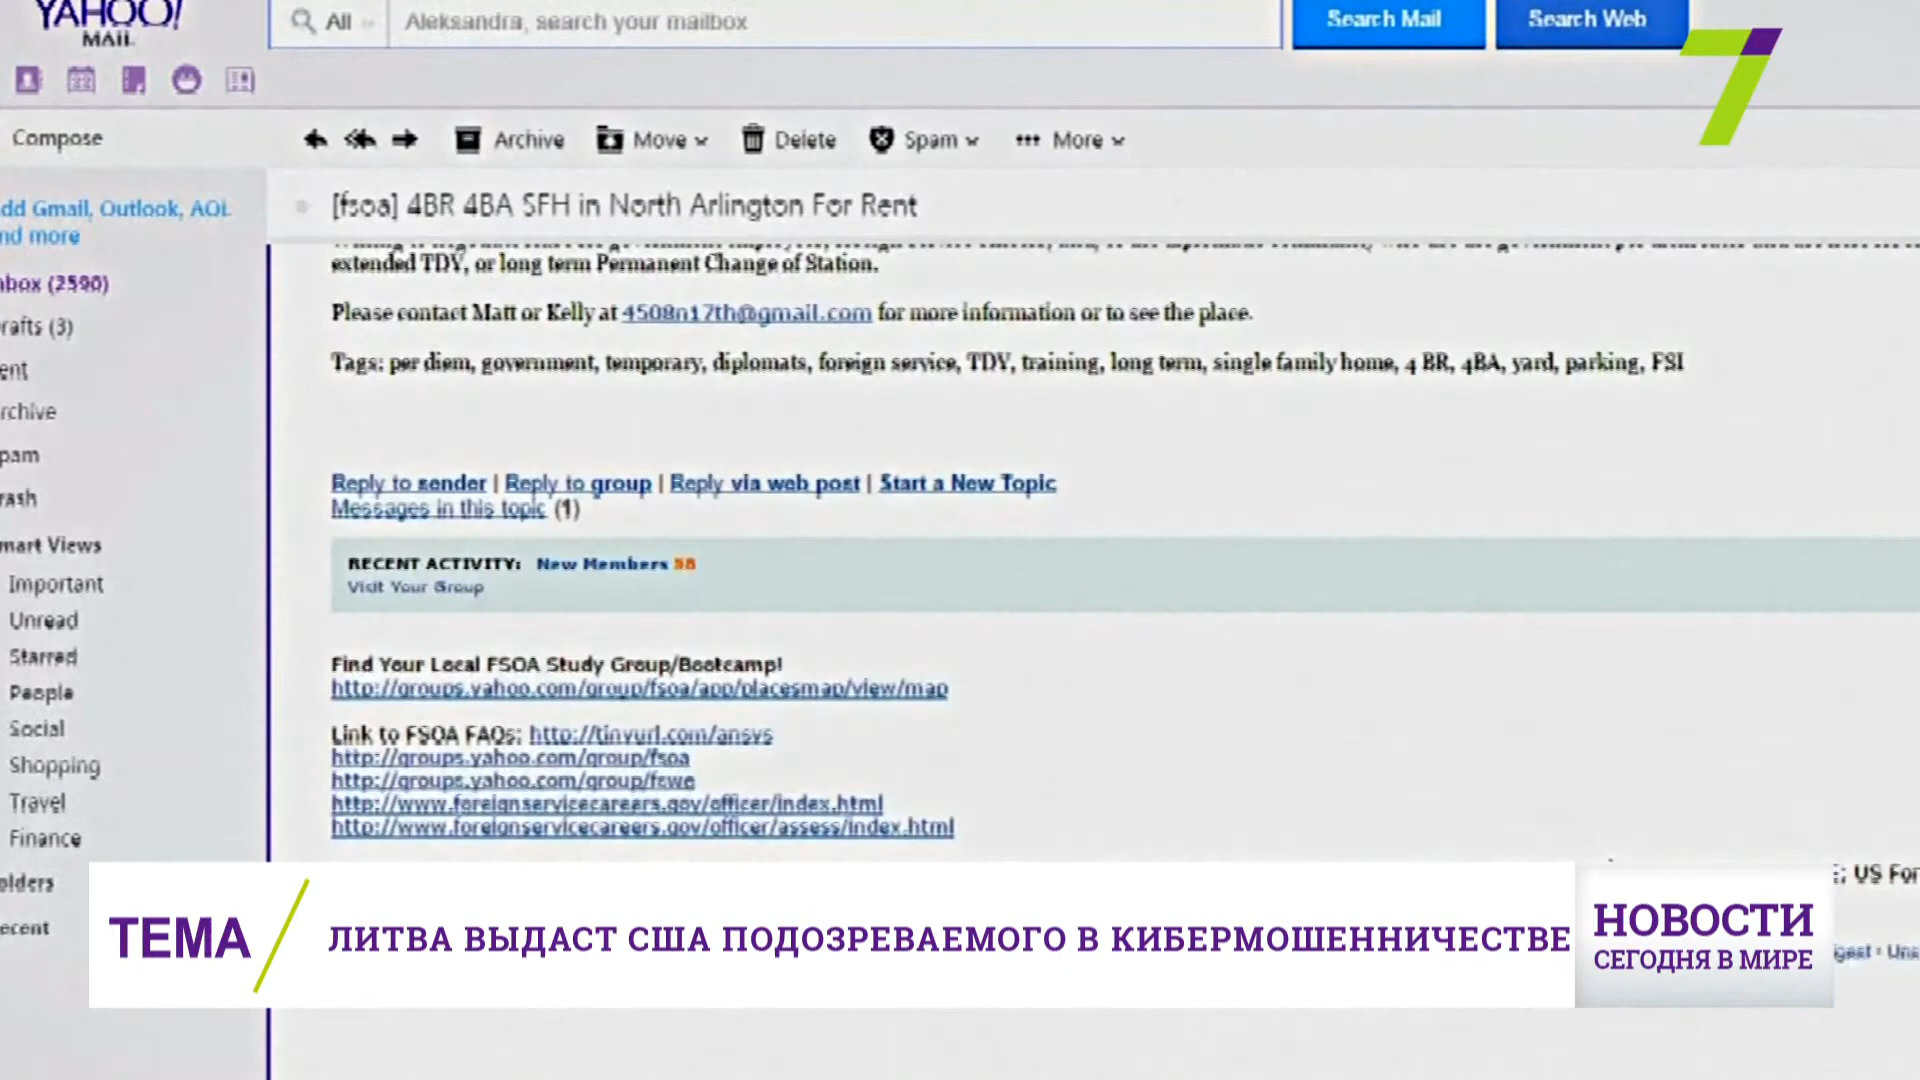 YAHOO!
MAIL
All
Aleksandra, search your mailbox
Search Mail
Search Web
7
Compose
Archive
Move
Delete
Spam
More
dd Gmail, Outlook, AOL
nd more
[fsoa] 4BR 4BA SFH in North Arlington For Rent
extended TDY, or long term Permanent Change of Station.
nbox (2590)
Please contact Matt or Kelly at 4508n17th@gmail.com for more information or to see the place.
rafts (3)
Tags: per diem, government, temporary, diplomats, foreign service, TDY, training, long term, single family home, 4 BR, 4BA, yard, parking, FSI
ent
rchive
pam
rash
Reply to sender | Reply to group | Reply via web post | Start a New Topic
Messages in this topic (1)
mart Views
Important
Unread
Starred
People
Social
Shopping
Travel
Finance
olders
ecent
RECENT ACTIVITY: New Members
Visit Your Group
Find Your Local FSOA Study Group/Bootcamp!
http://groups.yahoo.com/group/fsoa/app/placesmap/view/map
Link to FSOA FAQs: http://tinyurl.com/ansys
http://groups.yahoo.com/group/fsoa
http://groups.yahoo.com/group/fswe
http://www.foreignservicecareers.gov/officer/index.html
http://www.foreignservicecareers.gov/officer/assess/index.html
; US For
gest • Uns
ТЕМА
ЛИТВА ВЫДАСТ США ПОДОЗРЕВАЕМОГО В КИБЕРМОШЕННИЧЕСТВЕ
НОВОСТИ
СЕГОДНЯ В МИРЕ